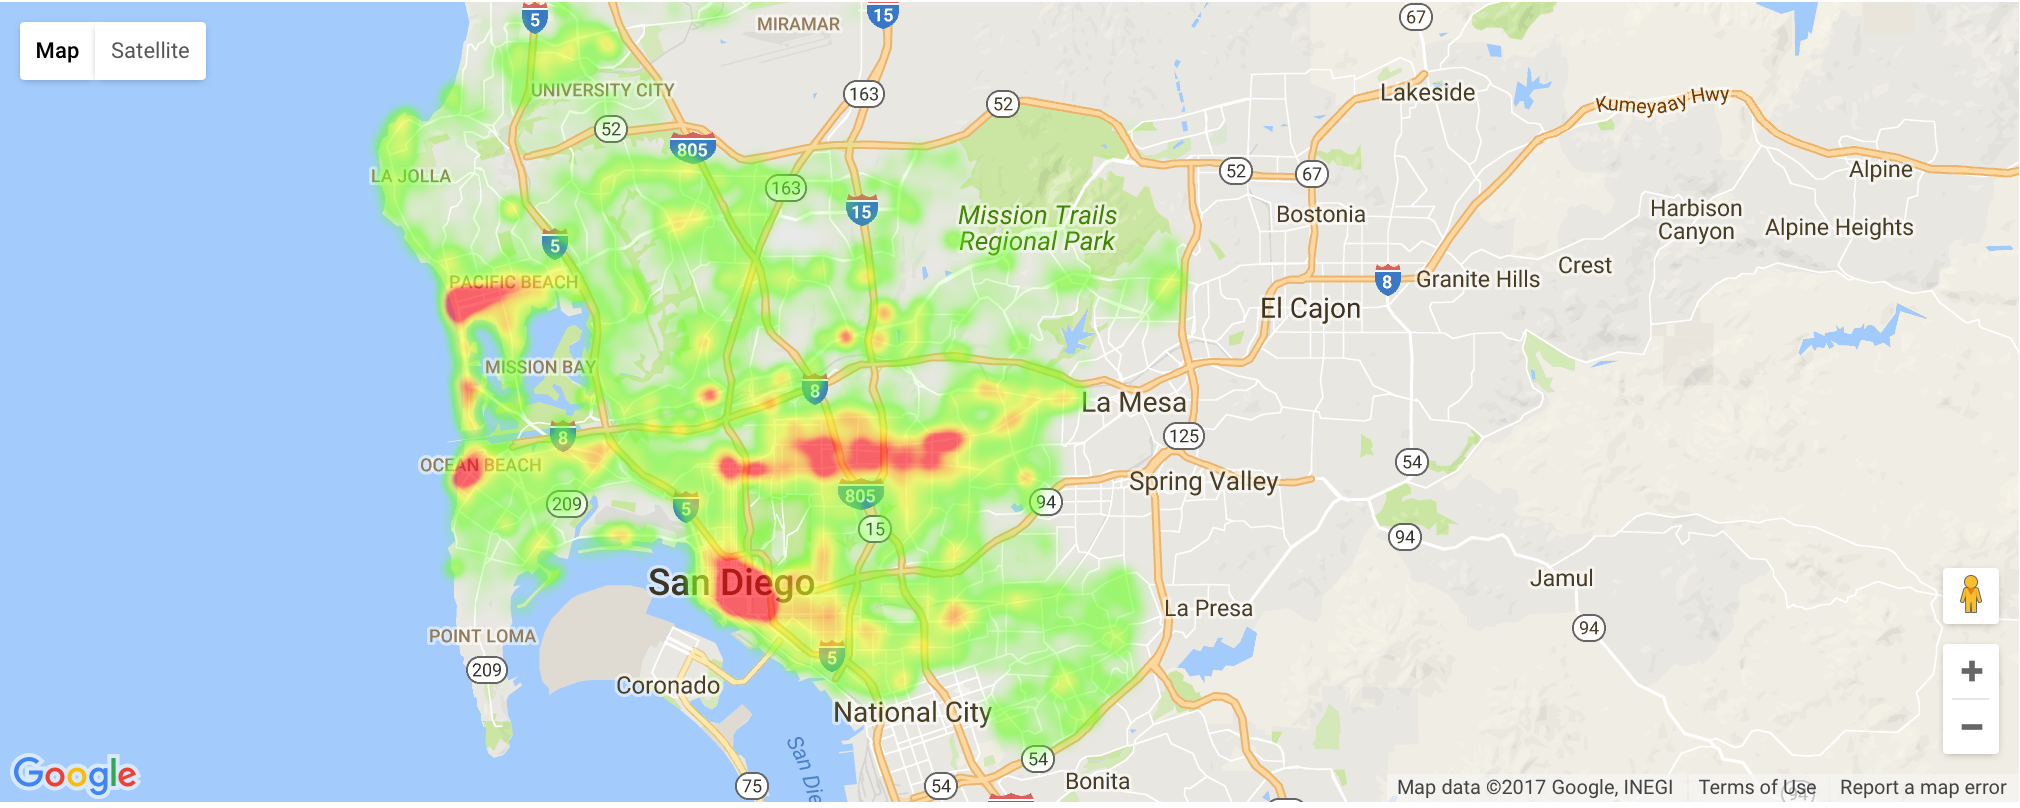 5
MIRAMAR
15
67
Map
Satellite
UNIVERSITY CITY
163
52
Lakeside
Kumeyaay Hwy
52
805
LA JOLLA
163
52
67
Alpine
15
Mission Trails
Regional Park
Bostonia
Harbison
Canyon
Alpine Heights
5
PACIFIC BEACH
8
Granite Hills
Crest
El Cajon
MISSION BAY
8
La Mesa
8
125
OCEAN BEACH
54
209
5
805
94
Spring Valley
15
94
San Diego
Jamul
La Presa
94
POINT LOMA
5
209
Coronado
National City
San Die
54
Bonita
Google
75
54
Map data ©2017 Google, INEGI
Terms of Use
Report a map error
94